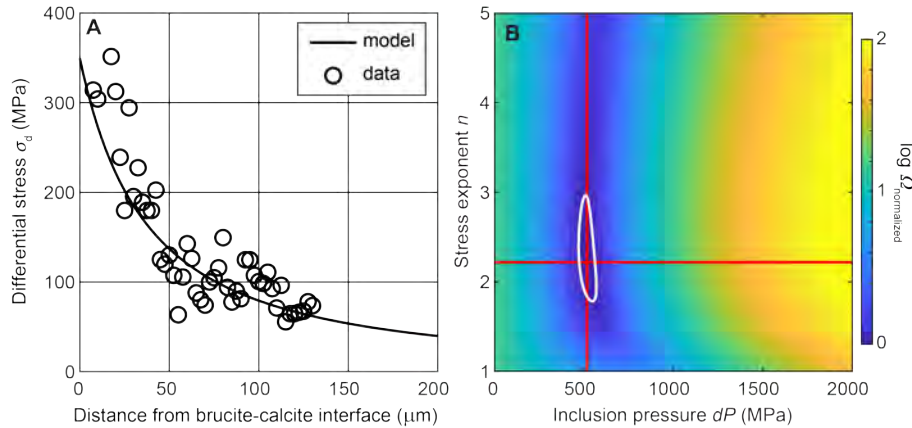 A
model
data
400
300
200
100
0
Differential stress σd (MPa)
0
50
100
150
200
Distance from brucite-calcite interface (μm)
B
5
4
3
2
1
Stress exponent n
0
500
1000
1500
2000
Inclusion pressure dP (MPa)
2
1
0
log Ωnormalized